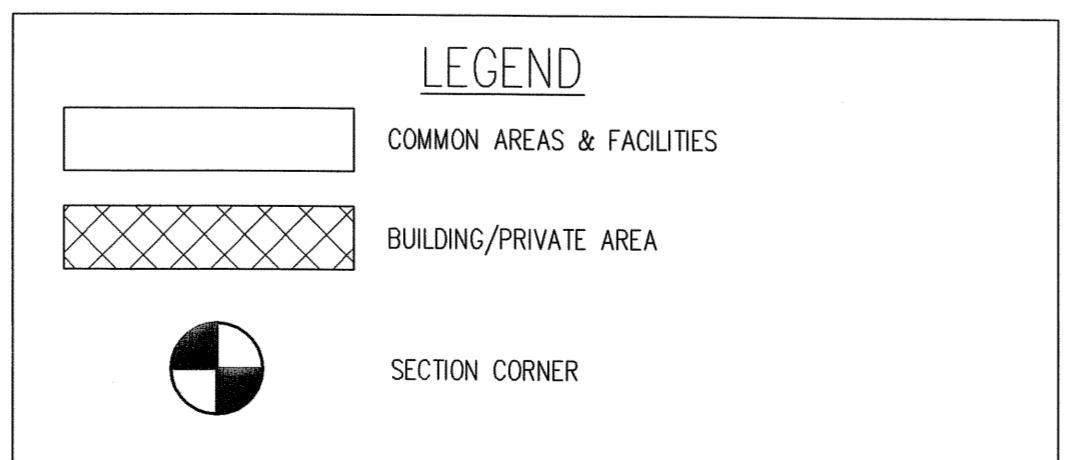 LEGEND
COMMON AREAS & FACILITIES
BUILDING/PRIVATE AREA
SECTION CORNER